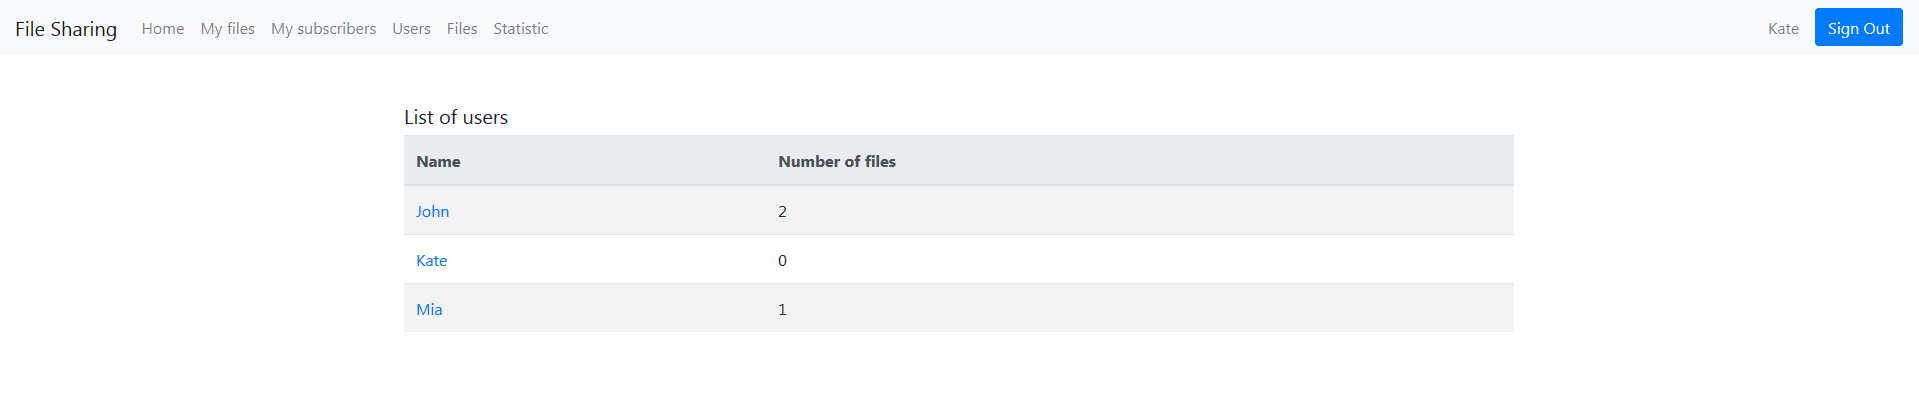 File Sharing Home My files My subscribers Users Files Statistic Kate Sign Out
List of users
Name Number of files
John 2
Kate 0
Mia 1